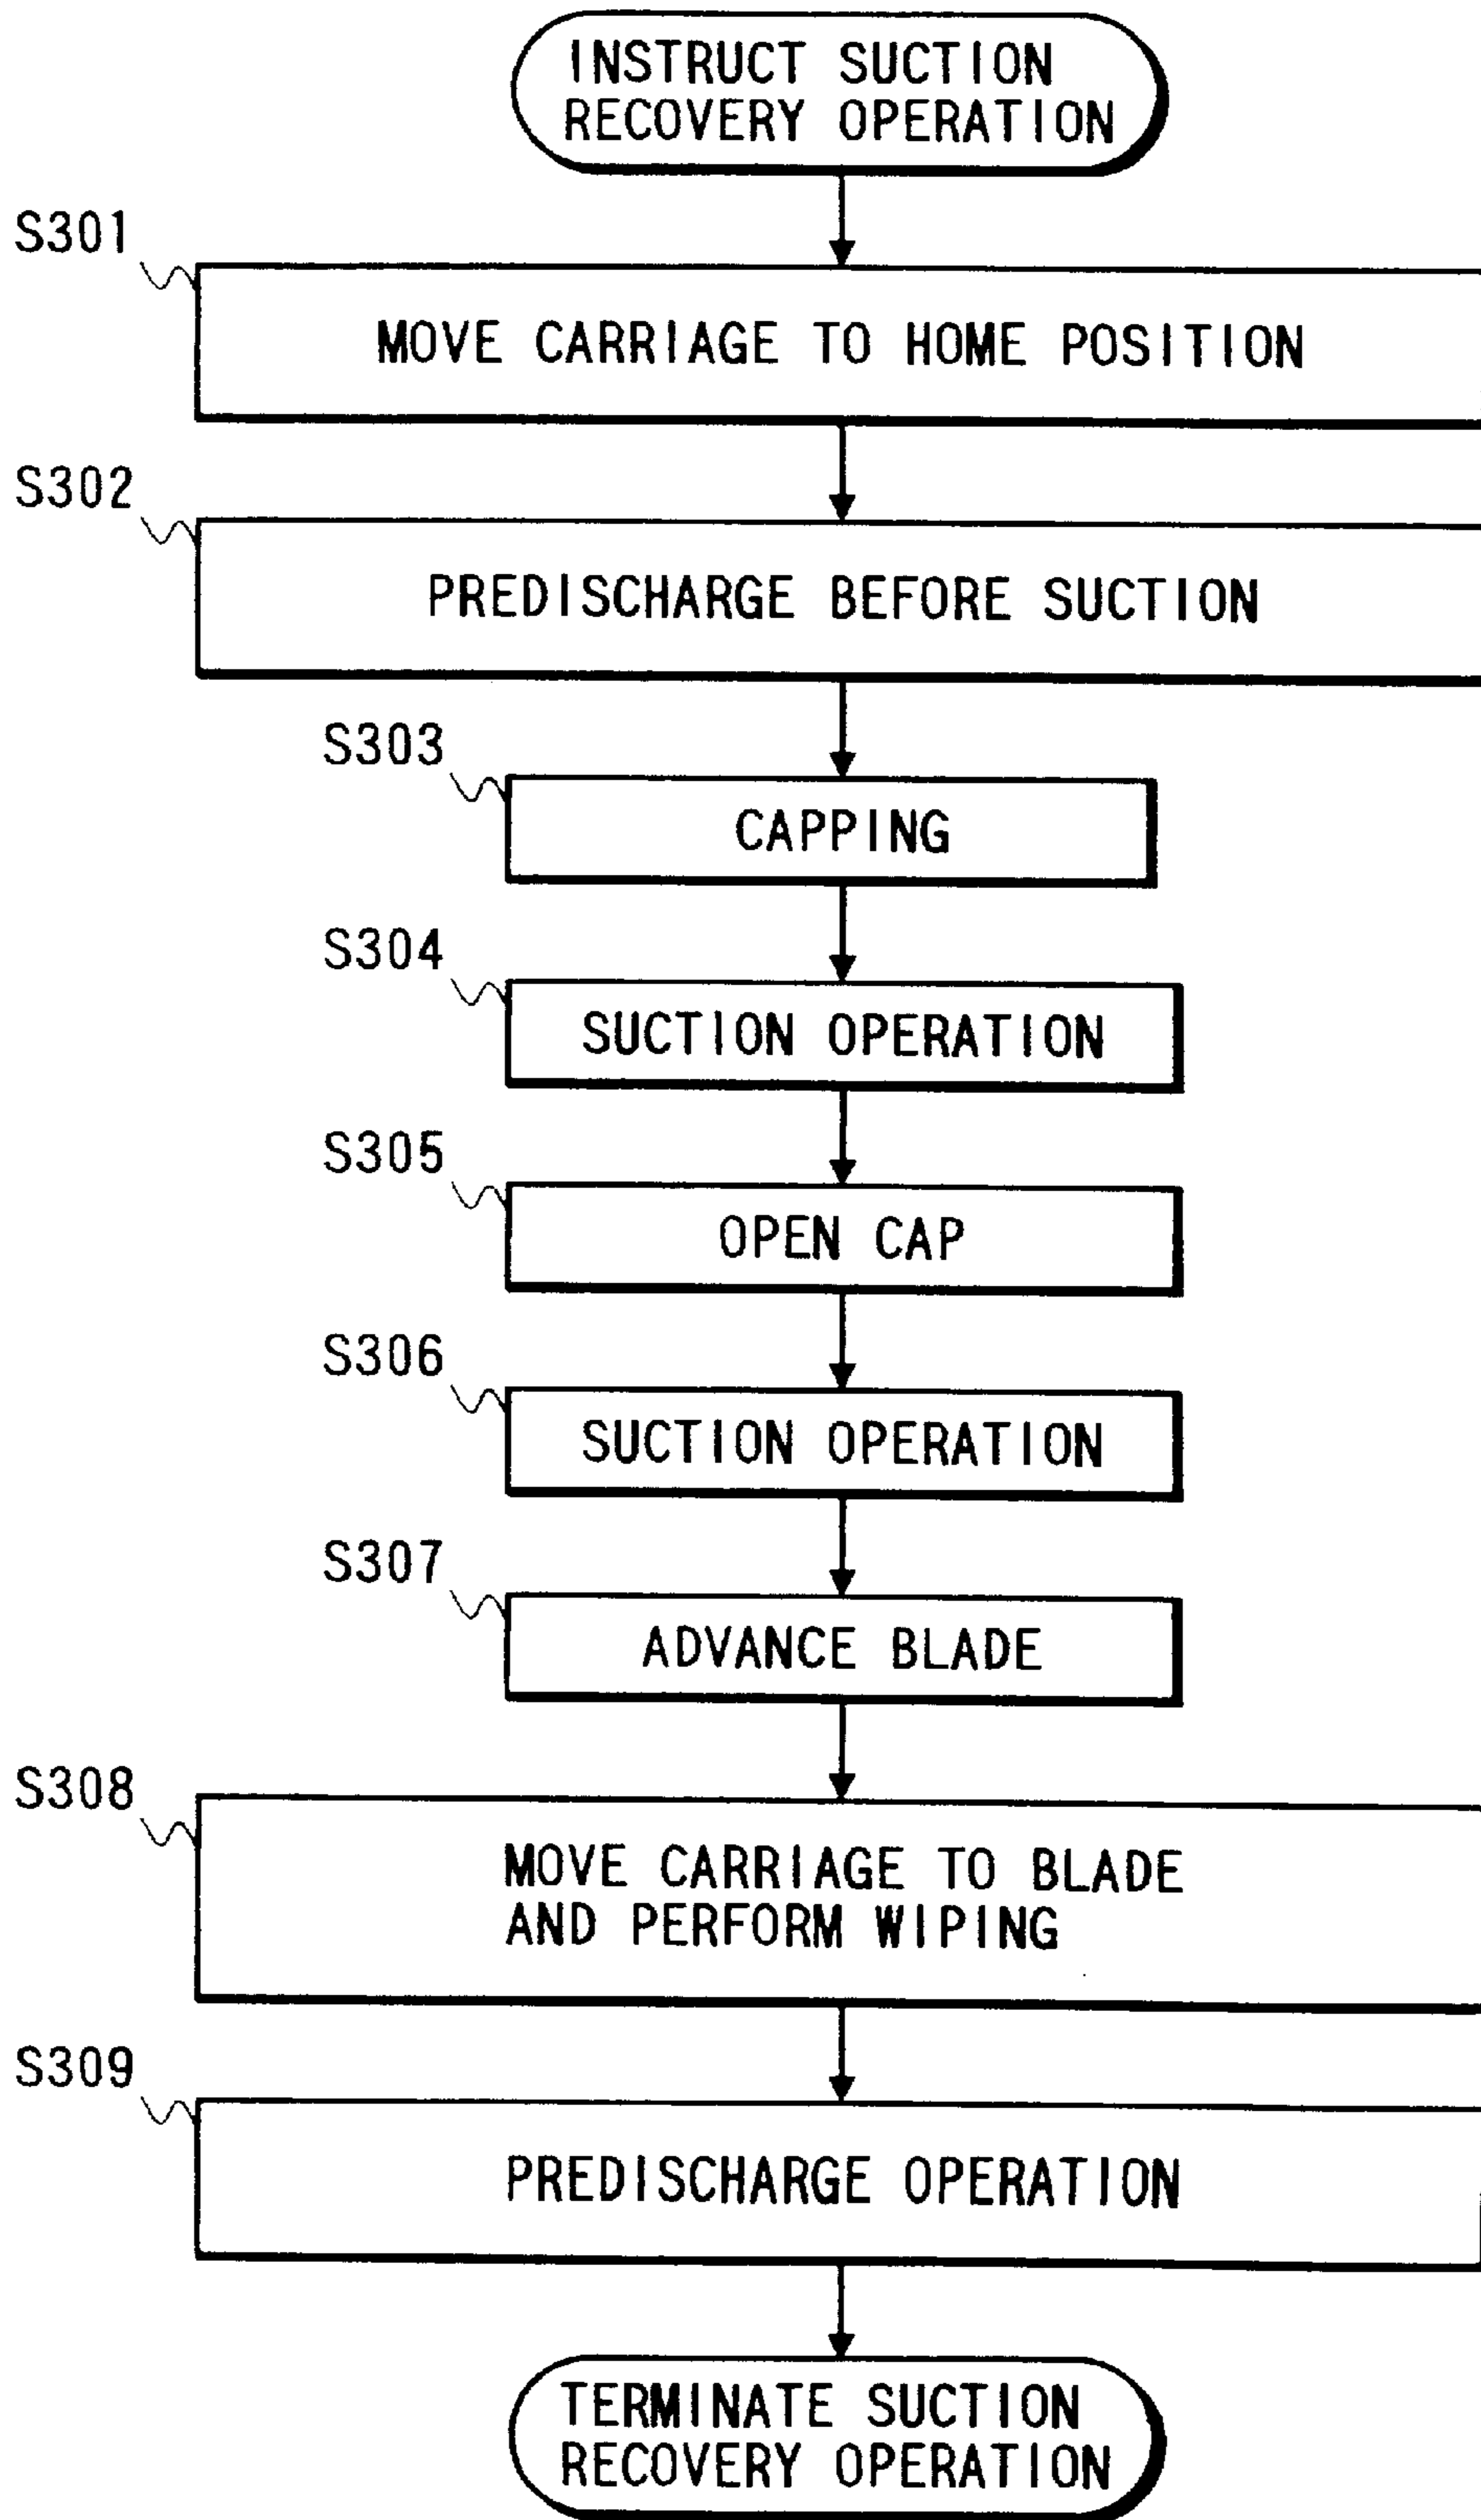 INSTRUCT SUCTION
RECOVERY OPERATION
S301
MOVE CARRIAGE TO HOME POSITION
S302
PREDISCHARGE BEFORE SUCTION
S303
CAPPING
S304
SUCTION OPERATION
S305
OPEN CAP
S306
SUCTION OPERATION
S307
ADVANCE BLADE
S308
MOVE CARRIAGE TO BLADE
AND PERFORM WIPING
S309
PREDISCHARGE OPERATION
TERMINATE SUCTION
RECOVERY OPERATION